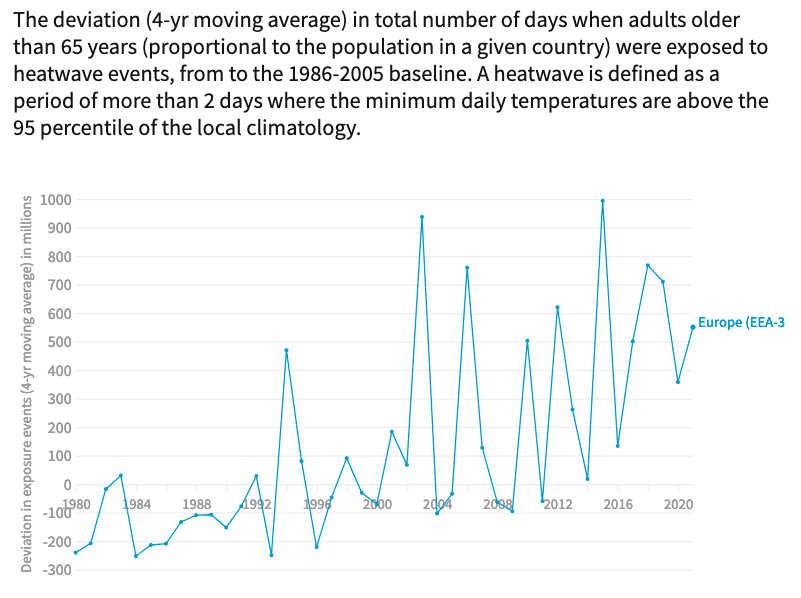 The deviation (4-yr moving average) in total number of days when adults older
than 65 years (proportional to the population in a given country) were exposed to
heatwave events, from to the 1986-2005 baseline. A heatwave is defined as a
period of more than 2 days where the minimum daily temperatures are above the
95 percentile of the local climatology.
Deviation in exposure events (4-yr moving average) in millions
1000
900
800
700
600
500
400
300
200
100
0
-100
-200
-300
1980 1984 1988 1992 1996 2000 2004 2008 2012 2016 2020
Europe (EEA-3